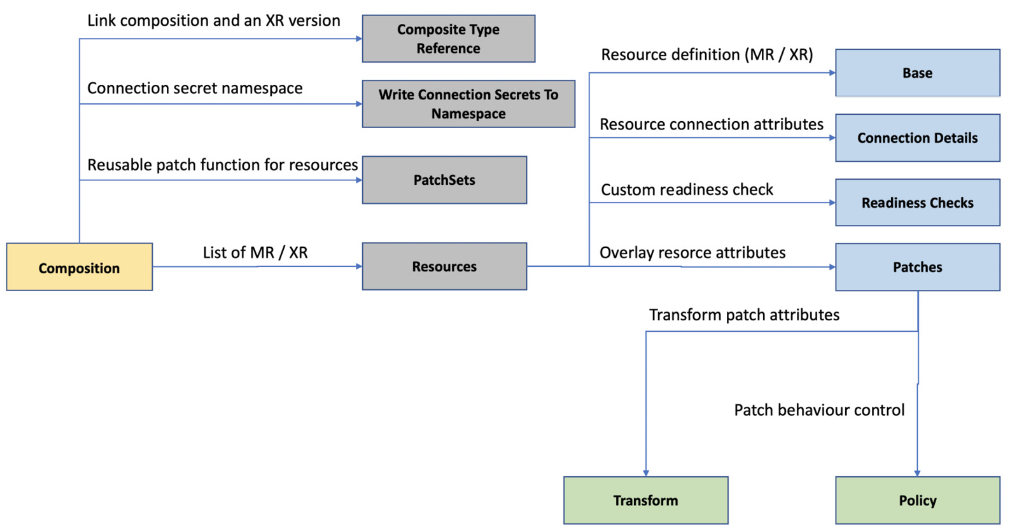 Link composition and an XR version
Composite Type
Reference
Connection secret namespace
Write Connection Secrets To
Namespace
Reusable patch function for resources
PatchSets
Composition
List of MR / XR
Resources
Resource definition (MR / XR)
Base
Resource connection attributes
Connection Details
Custom readiness check
Readiness Checks
Overlay resorce attributes
Patches
Transform patch attributes
Patch behaviour control
Transform
Policy